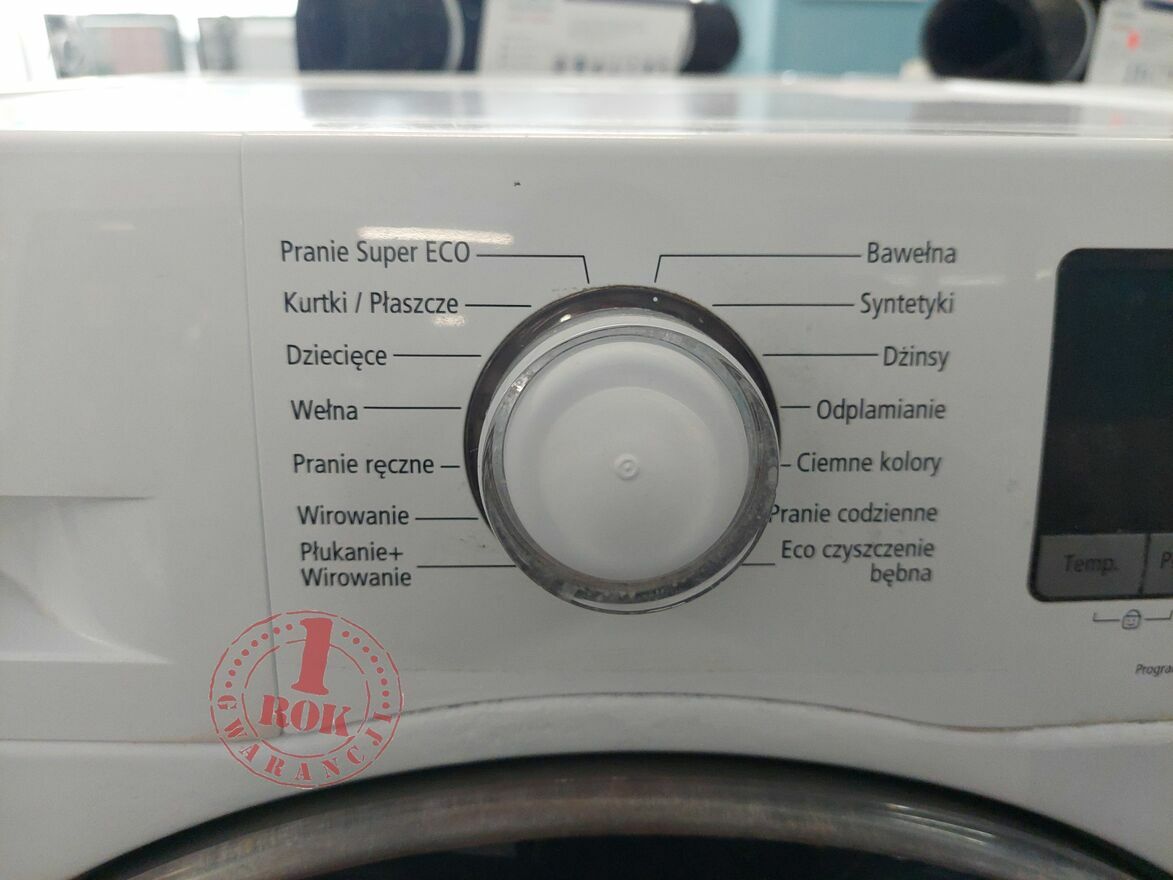 Pranie Super ECO
Kurtki / Płaszcze
Dziecięce
Wełna
Pranie ręczne
Wirowanie
Płukanie+
Wirowanie
Bawełna
Syntetyki
Dżinsy
Odplamianie
Ciemne kolory
Pranie codzienne
Eco czyszczenie
bębna
Temp.
1
ROK
GWARANCJI